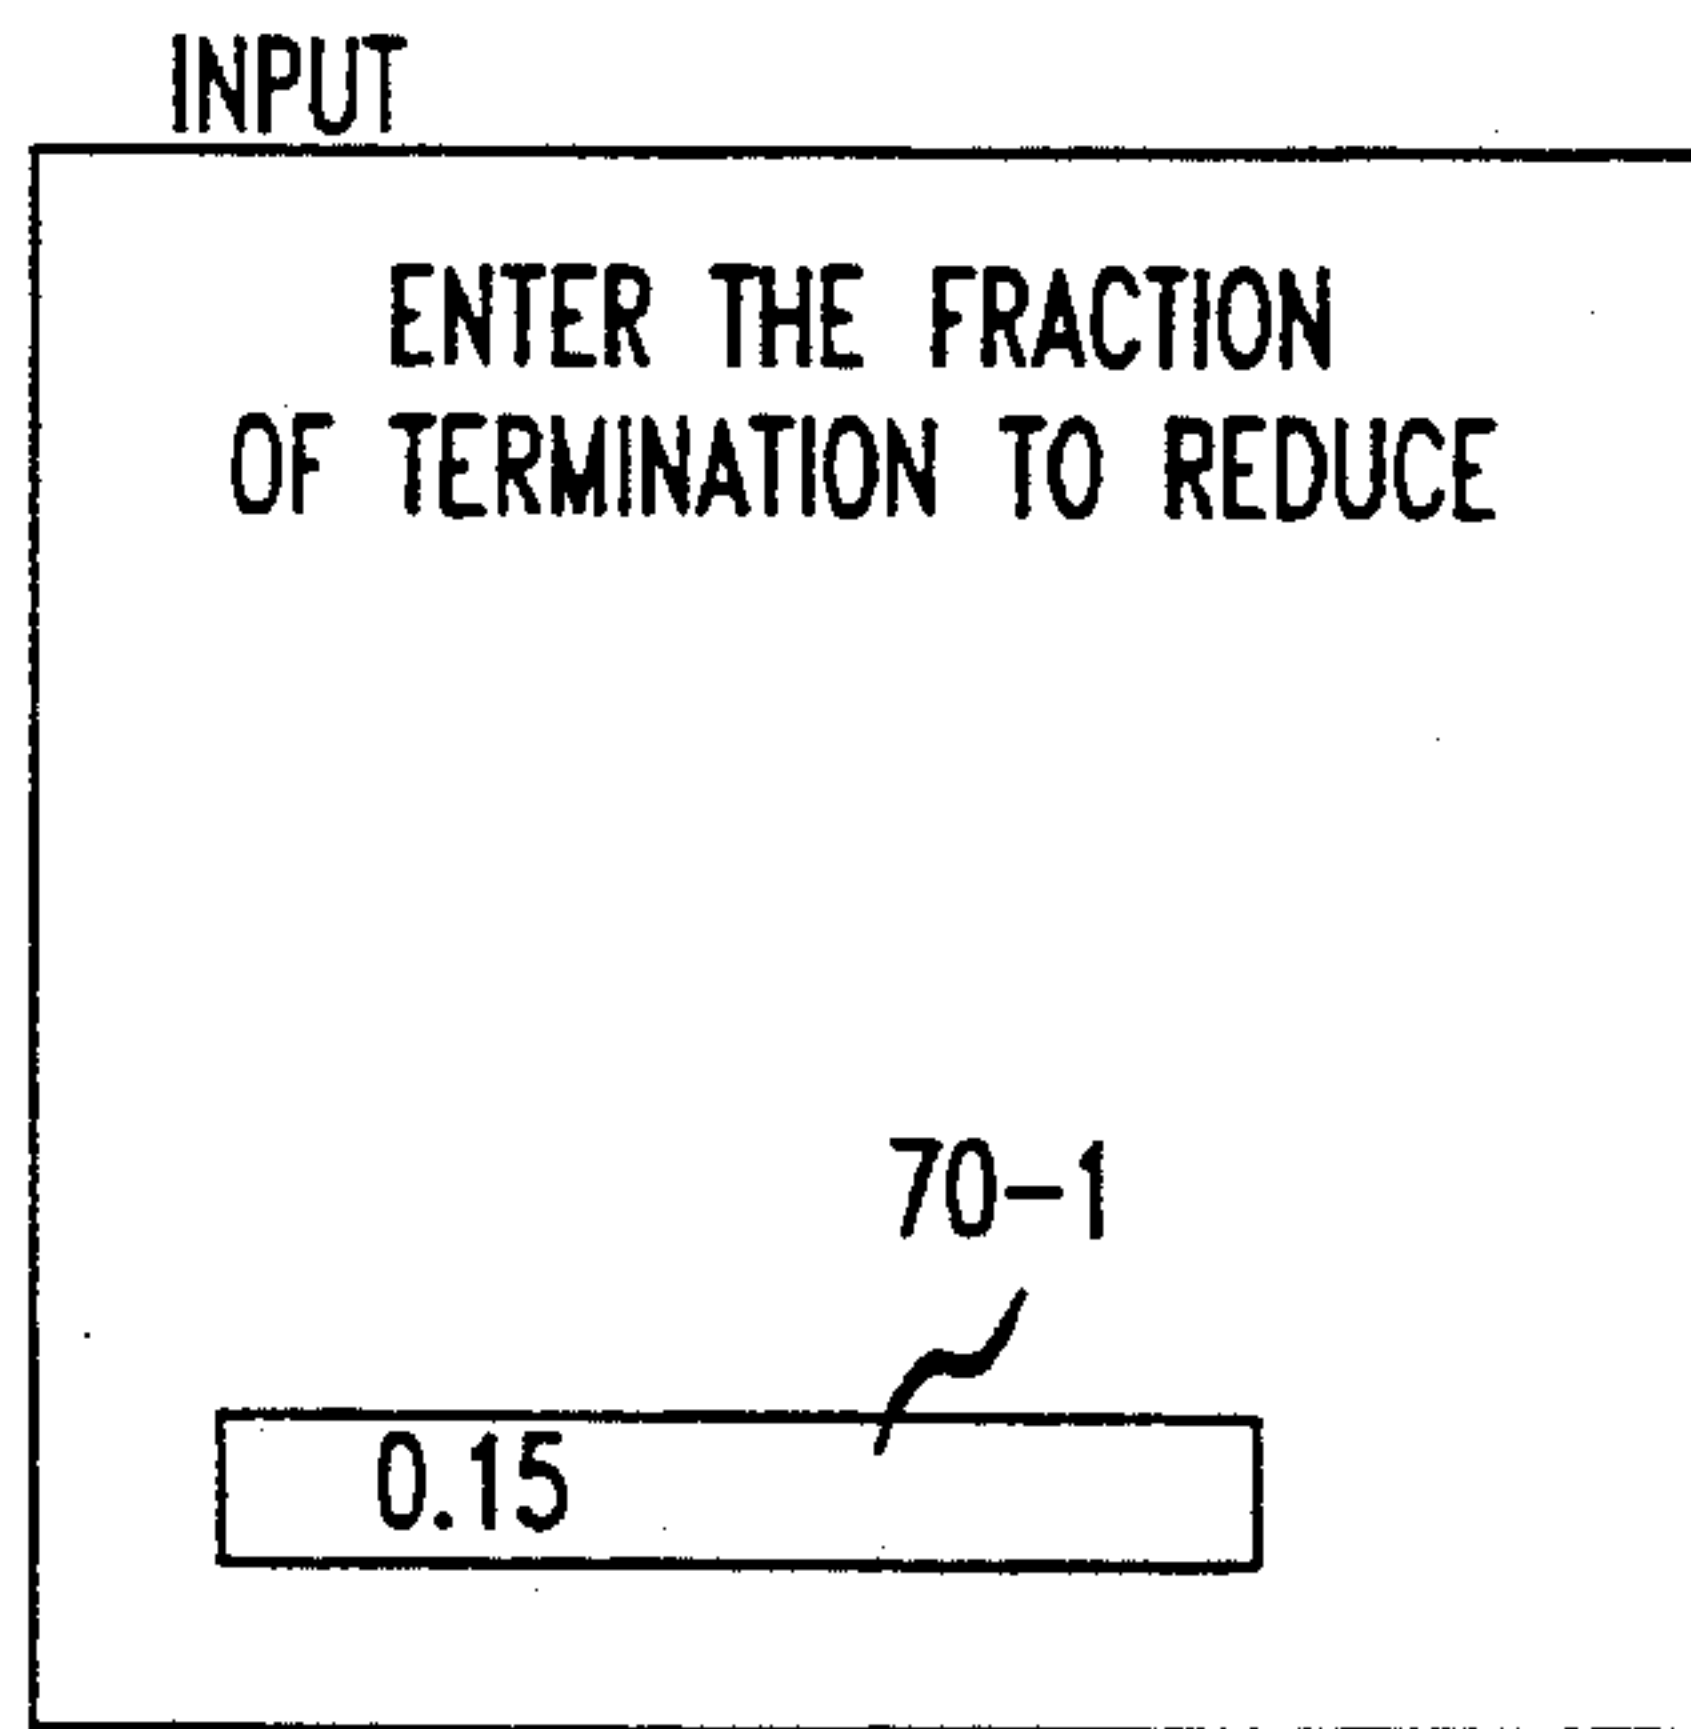 INPUT
ENTER THE FRACTION
OF TERMINATION TO REDUCE
70-1
0.15